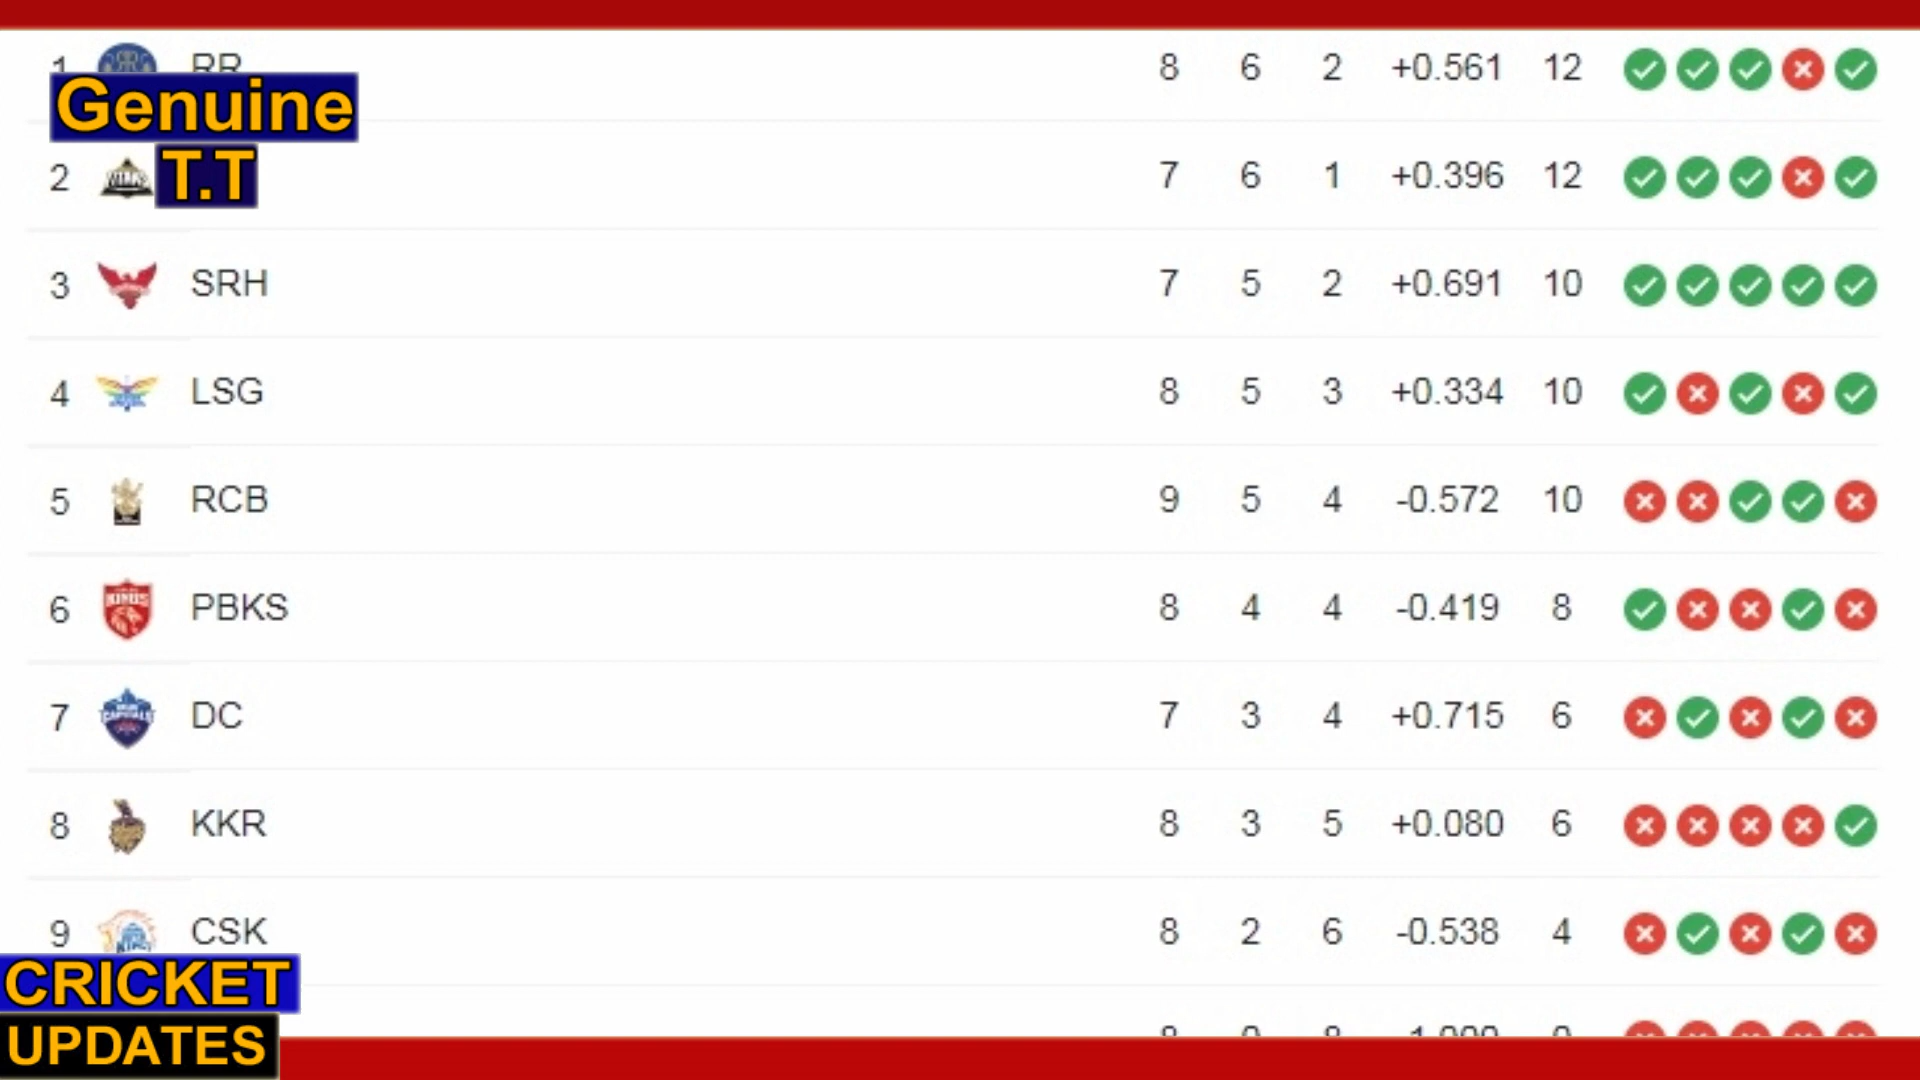 1 RR 8 6 2 +0.561 12
Genuine
T.T
2 7 6 1 +0.396 12
3 SRH 7 5 2 +0.691 10
4 LSG 8 5 3 +0.334 10
5 RCB 9 5 4 -0.572 10
6 PBKS 8 4 4 -0.419 8
7 DC 7 3 4 +0.715 6
8 KKR 8 3 5 +0.080 6
9 CSK 8 2 6 -0.538 4
CRICKET
UPDATES